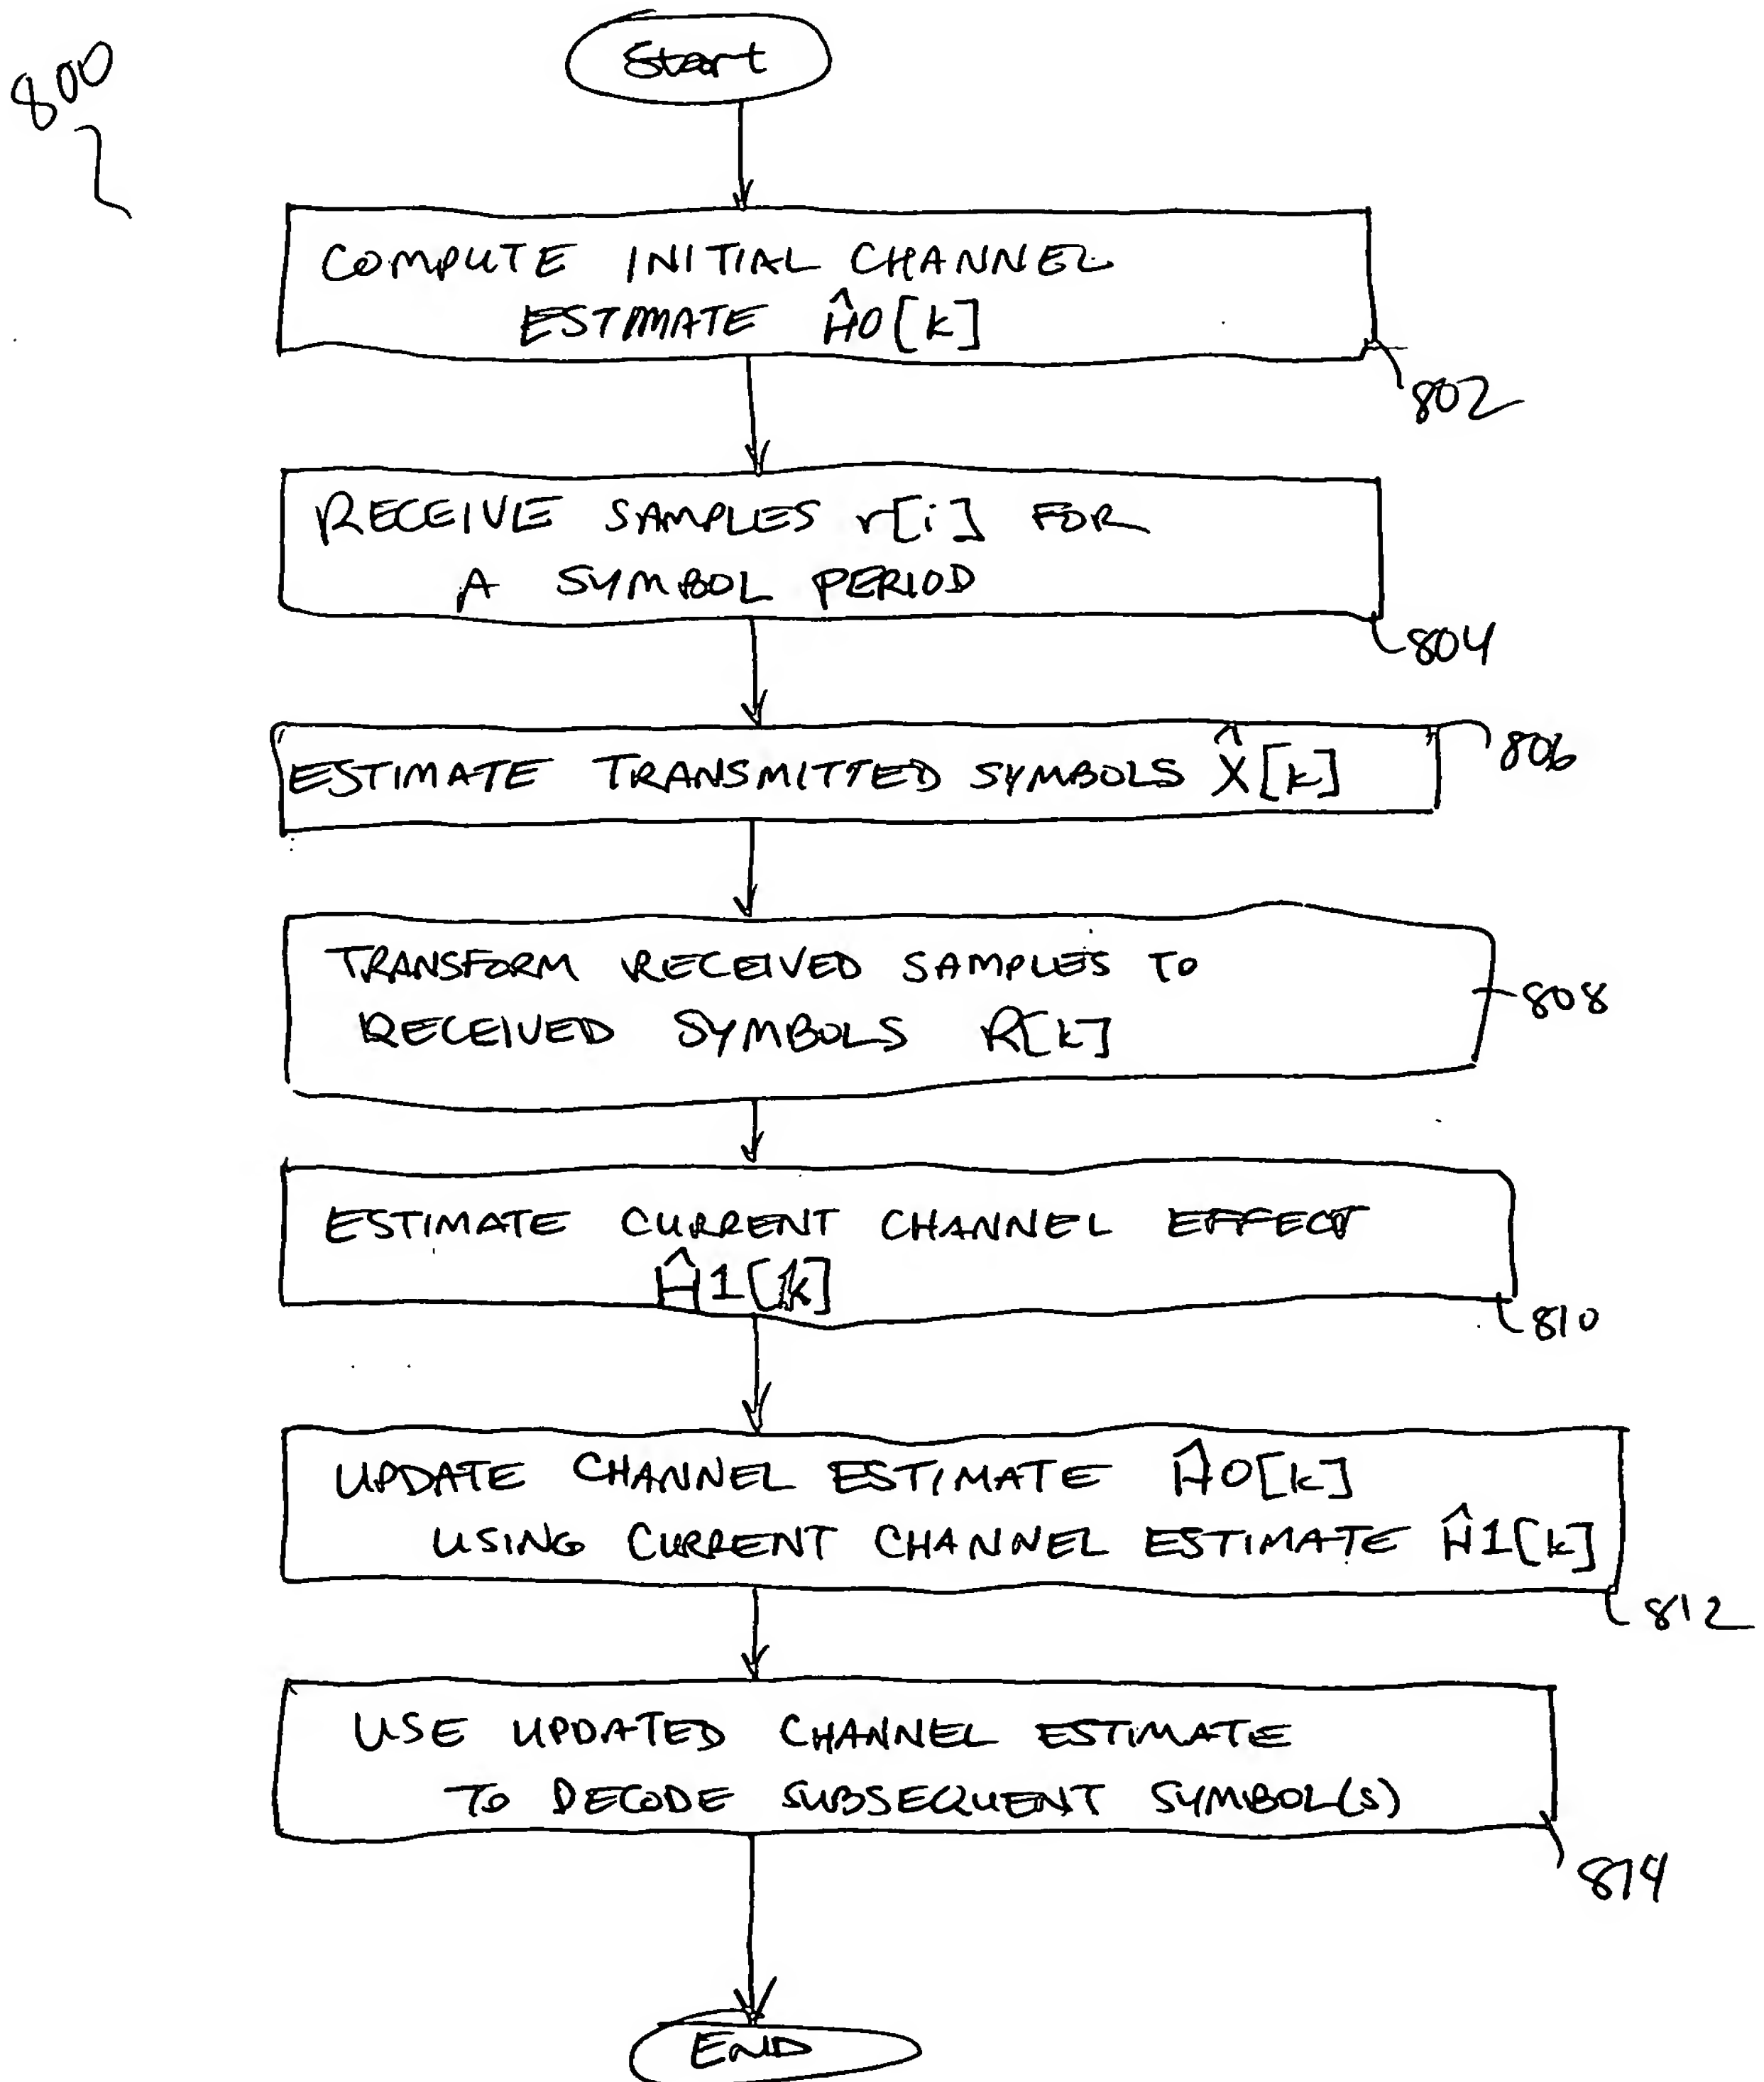 800
Start
COMPUTE INITIAL CHANNEL
ESTIMATE Ĥ0[k]
802
RECEIVE SAMPLES r[i] FOR
A SYMBOL PERIOD
804
ESTIMATE TRANSMITTED SYMBOLS X̂[k]
806
TRANSFORM RECEIVED SAMPLES TO
RECEIVED SYMBOLS R[k]
808
ESTIMATE CURRENT CHANNEL EFFECT
Ĥ1[k]
810
UPDATE CHANNEL ESTIMATE Ĥ0[k]
USING CURRENT CHANNEL ESTIMATE Ĥ1[k]
812
USE UPDATED CHANNEL ESTIMATE
TO DECODE SUBSEQUENT SYMBOL(S)
814
END